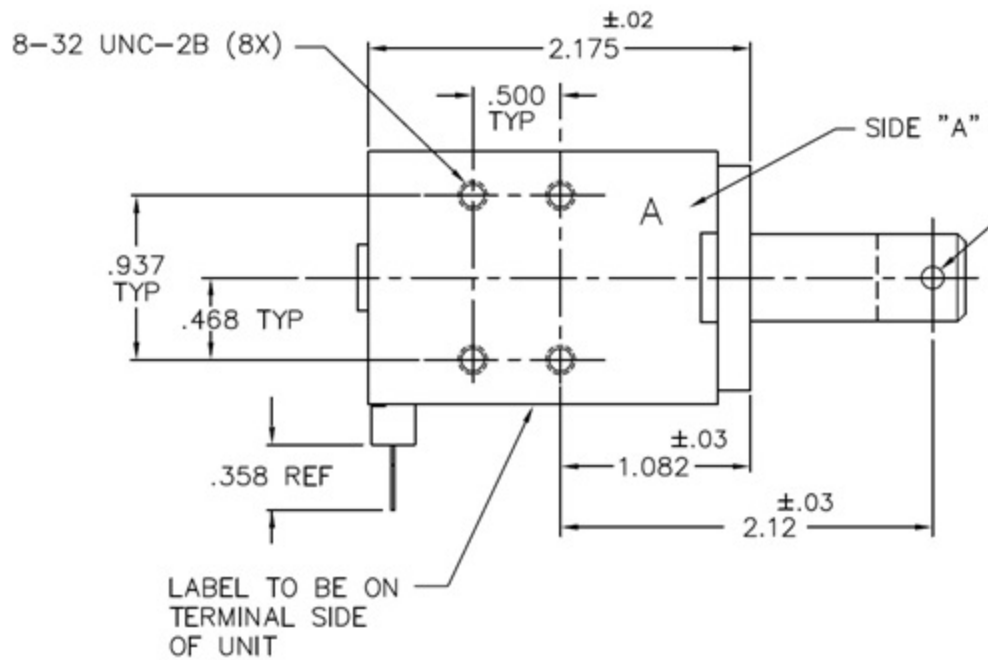 ±.02
8-32 UNC-2B (8X)
2.175
.500
TYP
SIDE "A"
A
.937
TYP
.468 TYP
±.03
1.082
.358 REF
±.03
2.12
LABEL TO BE ON
TERMINAL SIDE
OF UNIT